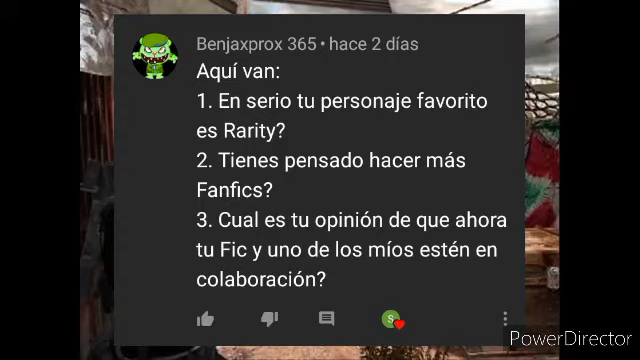 Benjaxprox 365 • hace 2 días
Aquí van:
1. En serio tu personaje favorito
es Rarity?
2. Tienes pensado hacer más
Fanfics?
3. Cual es tu opinión de que ahora
tu Fic y uno de los míos estén en
colaboración?
S
PowerDirector